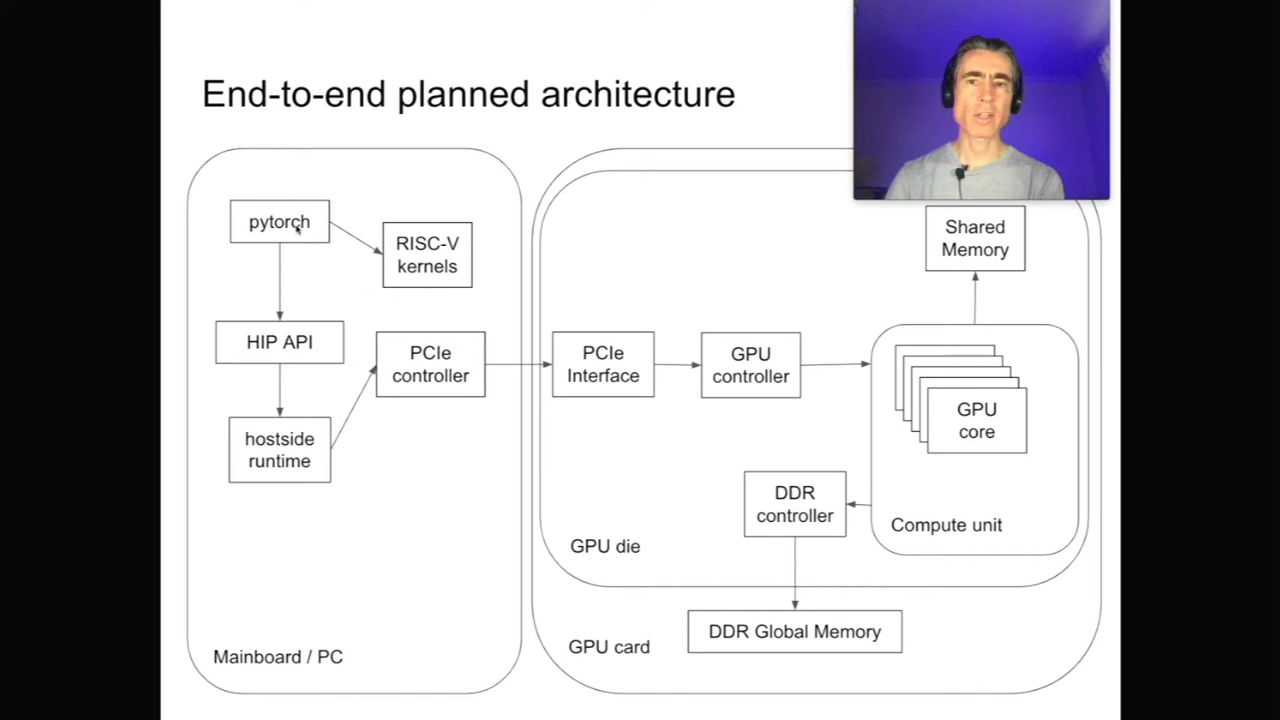 End-to-end planned architecture
pytorch
RISC-V
kernels
HIP API
PCIe
controller
hostside
runtime
Mainboard / PC
PCIe
Interface
GPU
controller
Shared
Memory
GPU
core
Compute unit
DDR
controller
GPU die
DDR Global Memory
GPU card